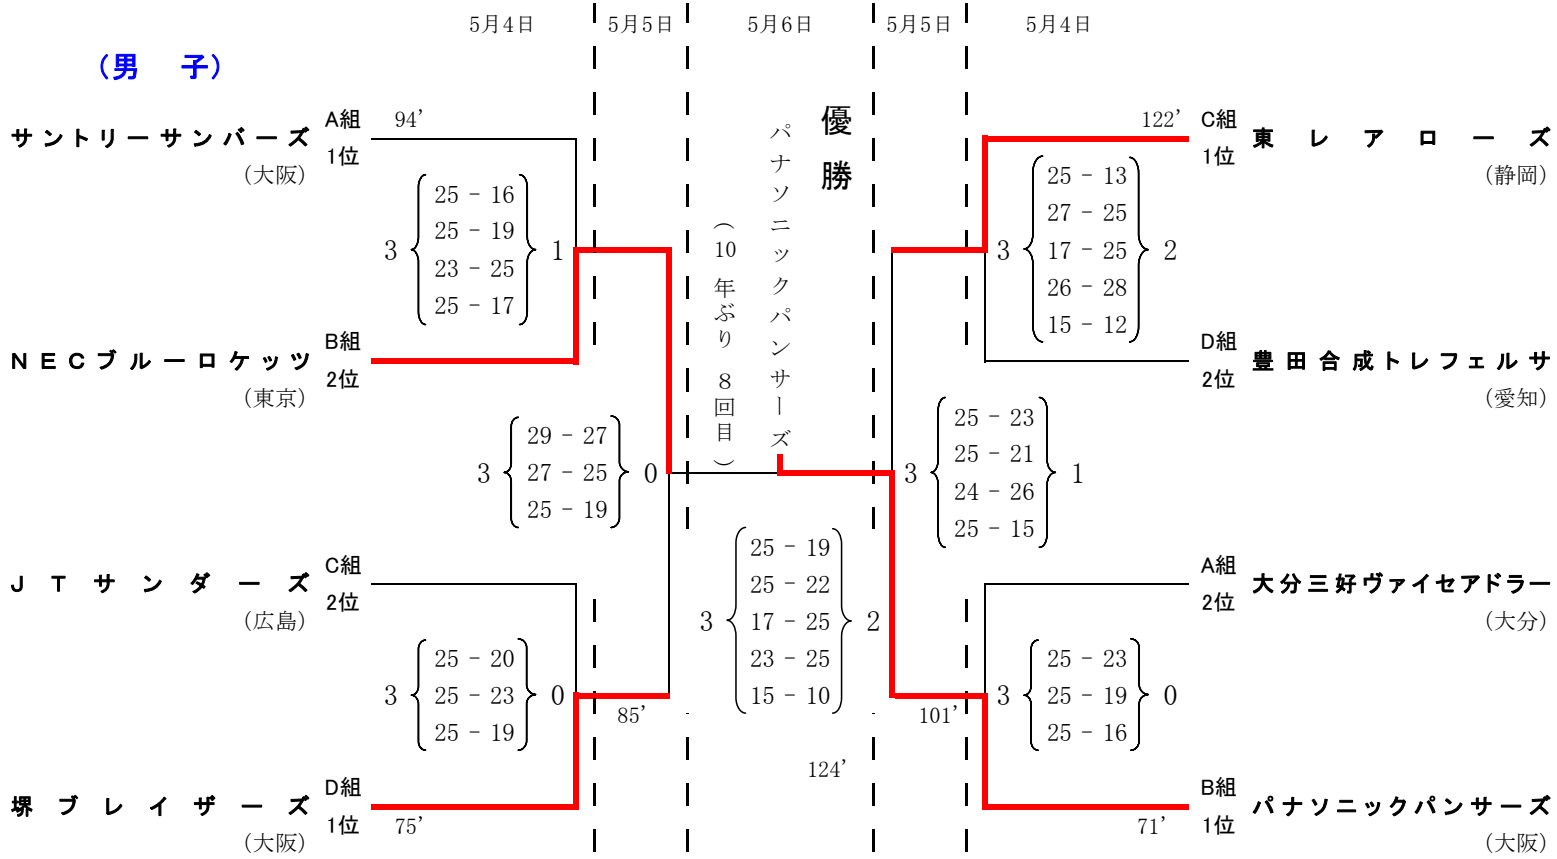 5月4日
5月5日
5月6日
5月5日
5月4日
(男 子)
サントリーサンバーズ
(大阪)
A組
1位
94’
25 - 16
25 - 19
23 - 25
25 - 17
3
1
NECブルーロケッツ
(東京)
B組
2位
29 - 27
27 - 25
25 - 19
3
0
JTサンダーズ
(広島)
C組
2位
25 - 20
25 - 23
25 - 19
3
0
85’
堺ブレイザーズ
(大阪)
D組
1位
75’
優勝
パナソニックパンサーズ
(10年ぶり 8回目)
25 - 19
25 - 22
17 - 25
23 - 25
15 - 10
3
2
124’
122’
C組
1位
東レアローズ
(静岡)
25 - 13
27 - 25
17 - 25
26 - 28
15 - 12
3
2
D組
2位
豊田合成トレフェルサ
(愛知)
25 - 23
25 - 21
24 - 26
25 - 15
3
1
A組
2位
大分三好ヴァイセアドラー
(大分)
25 - 23
25 - 19
25 - 16
3
0
101’
71’
B組
1位
パナソニックパンサーズ
(大阪)